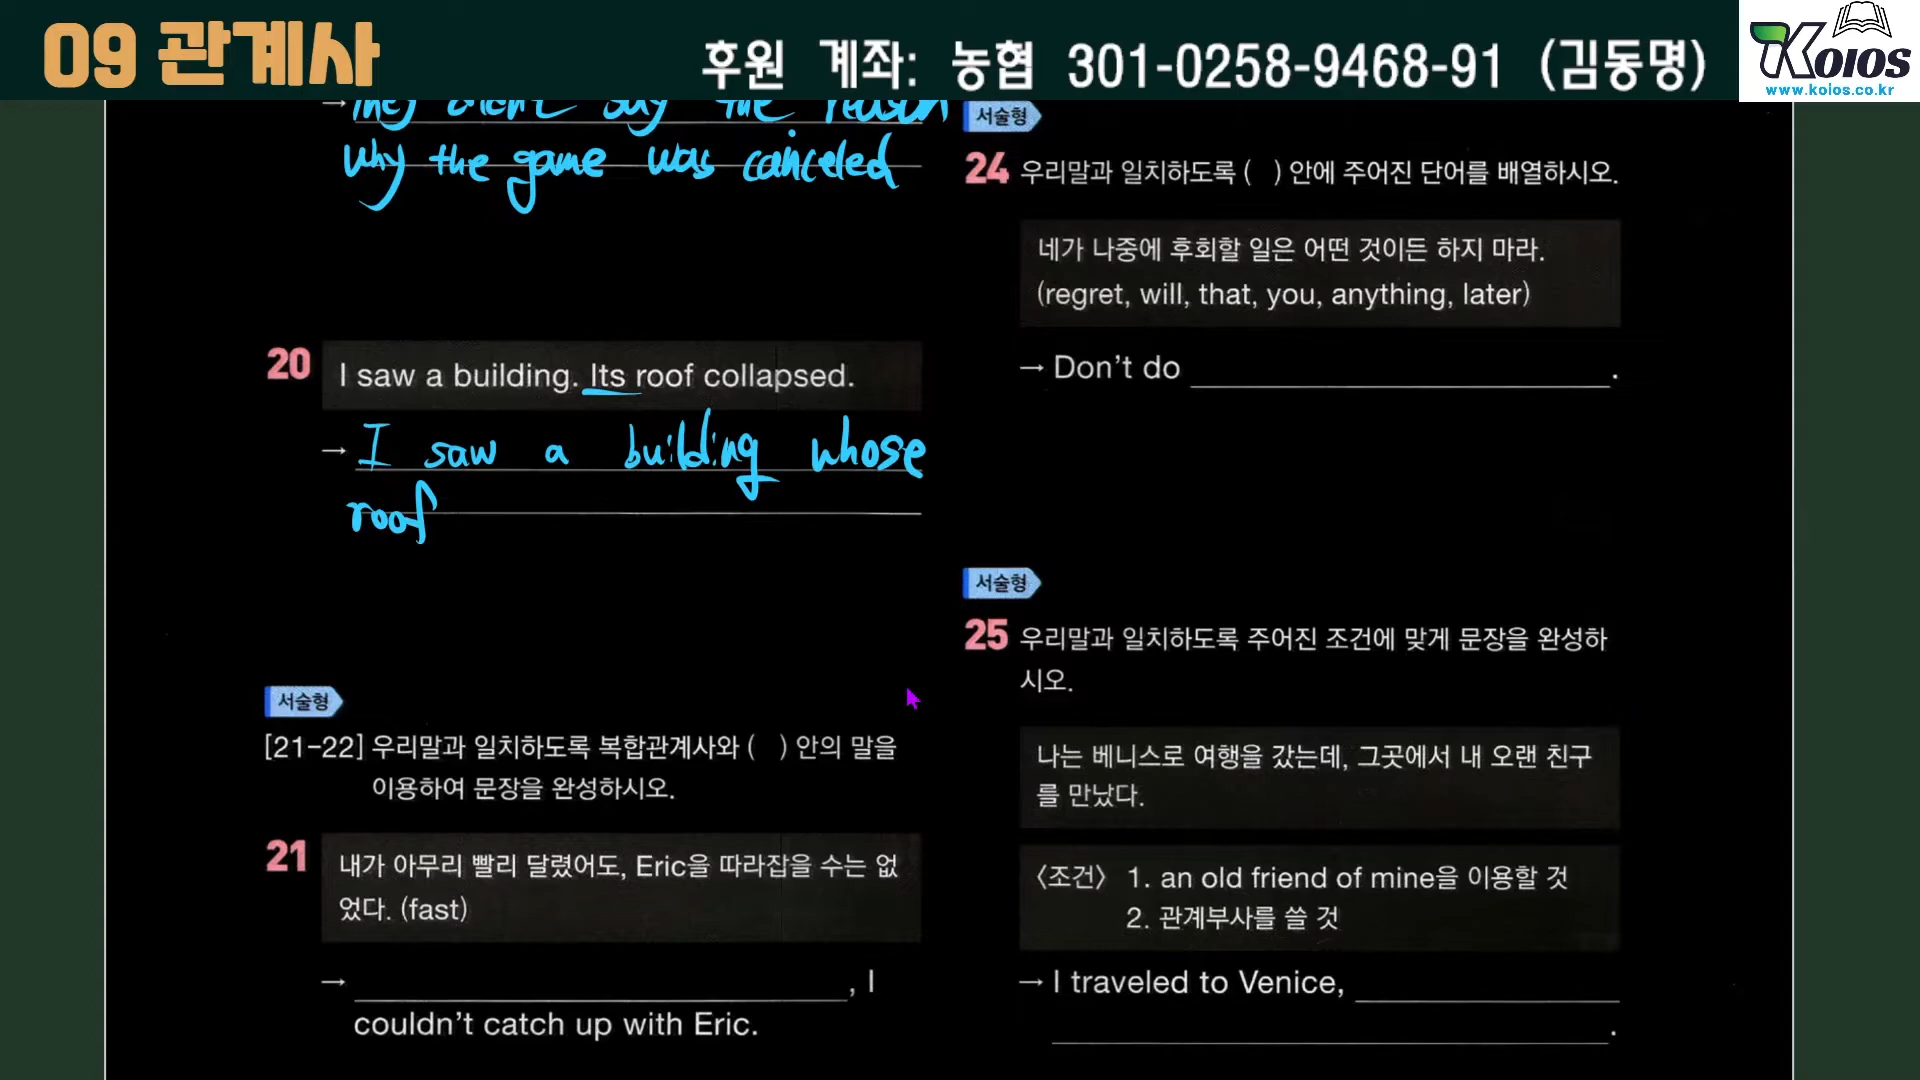 09 관계사
후원 계좌: 농협 301-0258-9468-91 (김동명)
Koios
www.koios.co.kr
→ They didn't say the reason
why the game was canceled
20 I saw a building. Its roof collapsed.
→ I saw a building whose
roof
서술형
[21-22] 우리말과 일치하도록 복합관계사와 ( ) 안의 말을
이용하여 문장을 완성하시오.
21 내가 아무리 빨리 달렸어도, Eric을 따라잡을 수는 없
었다. (fast)
→ , I
couldn't catch up with Eric.
서술형
24 우리말과 일치하도록 ( ) 안에 주어진 단어를 배열하시오.
네가 나중에 후회할 일은 어떤 것이든 하지 마라.
(regret, will, that, you, anything, later)
→ Don't do .
서술형
25 우리말과 일치하도록 주어진 조건에 맞게 문장을 완성하
시오.
나는 베니스로 여행을 갔는데, 그곳에서 내 오랜 친구
를 만났다.
〈조건〉 1. an old friend of mine을 이용할 것
2. 관계부사를 쓸 것
→ I traveled to Venice,
.